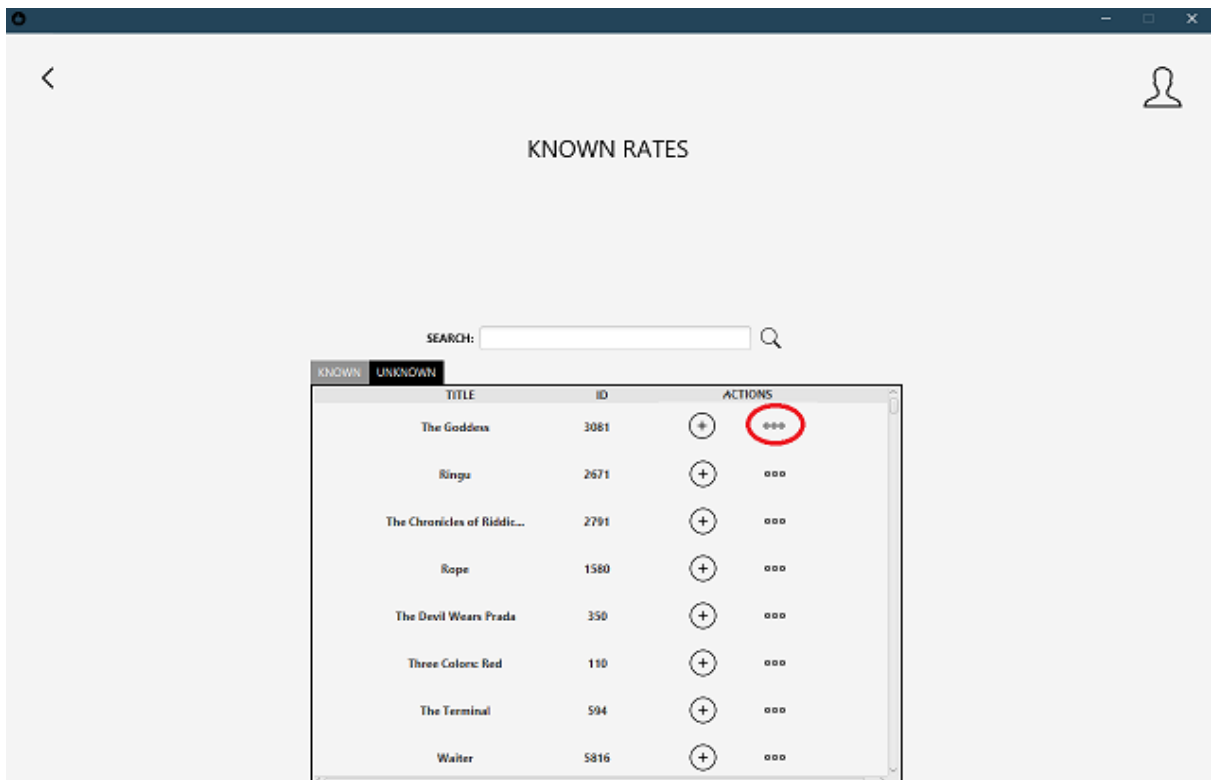 KNOWN RATES
SEARCH:
KNOWN UNKNOWN
TITLE ID ACTIONS
The Goddess 3081
Ringu 2671
The Chronicles of Riddic... 2791
Rope 1580
The Devil Wears Prada 350
Three Colors: Red 110
The Terminal 594
Waiter 5816